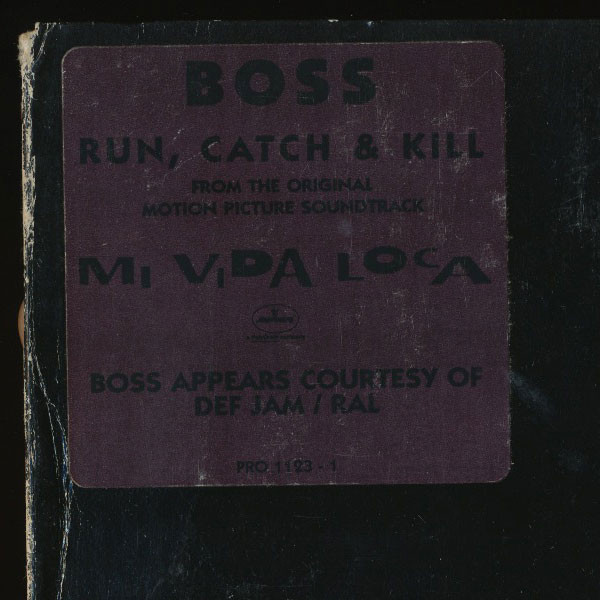 BOSS
RUN, CATCH & KILL
FROM THE ORIGINAL
MOTION PICTURE SOUNDTRACK
MI VIDA LOCA
BOSS APPEARS COURTESY OF
DEF JAM / RAL
PRO 1123 - 1